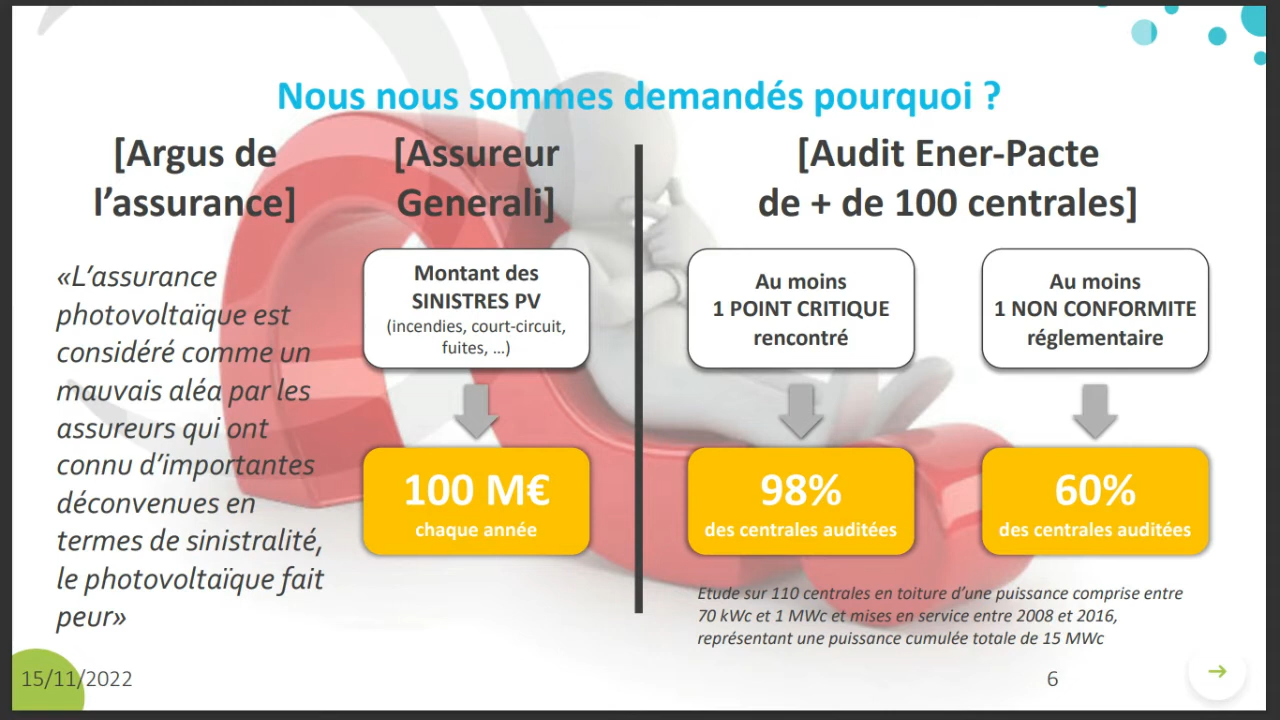 Nous nous sommes demandés pourquoi ?
[Argus de
l’assurance]
«L’assurance
photovoltaïque est
considéré comme un
mauvais aléa par les
assureurs qui ont
connu d’importantes
déconvenues en
termes de sinistralité,
le photovoltaïque fait
peur»
[Assureur
Generali]
Montant des
SINISTRES PV
(incendies, court-circuit,
fuites, …)
100 M€
chaque année
[Audit Ener-Pacte
de + de 100 centrales]
Au moins
1 POINT CRITIQUE
rencontré
98%
des centrales auditées
Au moins
1 NON CONFORMITE
réglementaire
60%
des centrales auditées
Etude sur 110 centrales en toiture d’une puissance comprise entre
70 kWc et 1 MWc et mises en service entre 2008 et 2016,
représentant une puissance cumulée totale de 15 MWc
15/11/2022
6